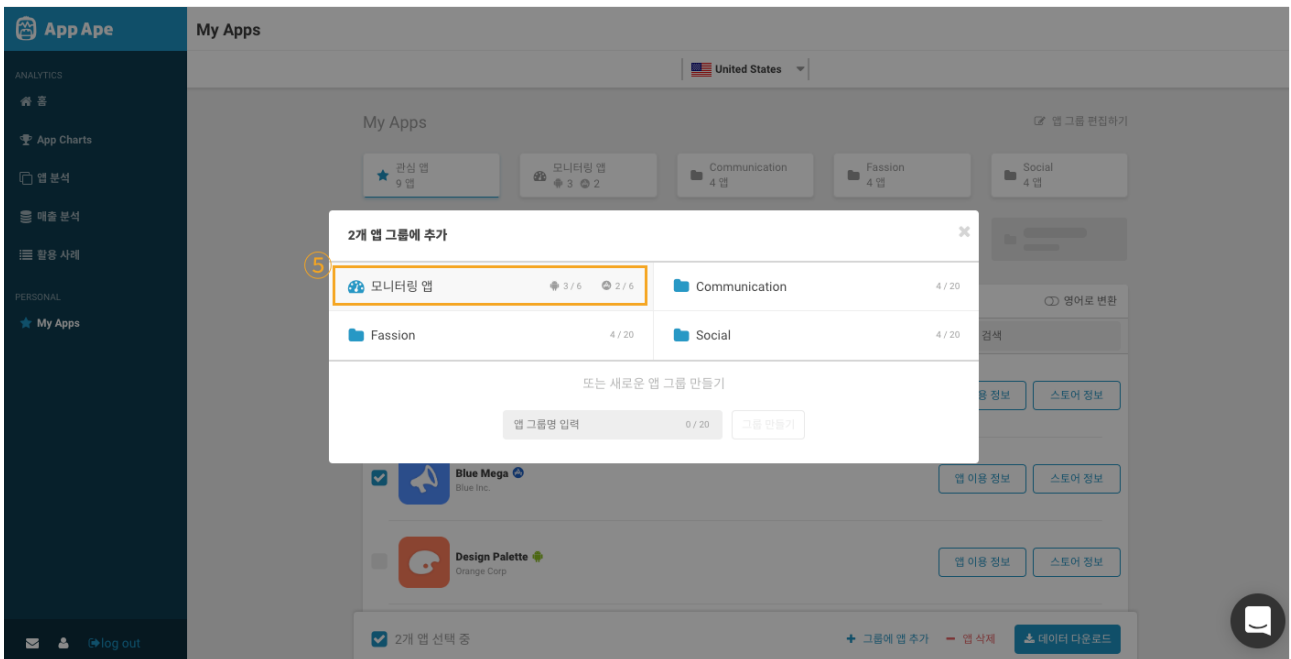 App Ape
My Apps
ANALYTICS
홈
App Charts
앱 분석
매출 분석
활용 사례
PERSONAL
My Apps
log out
United States
My Apps
앱 그룹 편집하기
관심 앱
9 앱
모니터링 앱
3 2
Communication
4 앱
Fassion
4 앱
Social
4 앱
2개 앱 그룹에 추가
×
⑤
모니터링 앱 3 / 6 2 / 6
Communication 4 / 20
Fassion 4 / 20
Social 4 / 20
또는 새로운 앱 그룹 만들기
앱 그룹명 입력 0 / 20 그룹 만들기
영어로 변환
검색
용 정보 스토어 정보
Blue Mega
Blue Inc.
앱 이용 정보 스토어 정보
Design Palette
Orange Corp
앱 이용 정보 스토어 정보
2개 앱 선택 중
그룹에 앱 추가
앱 삭제
데이터 다운로드